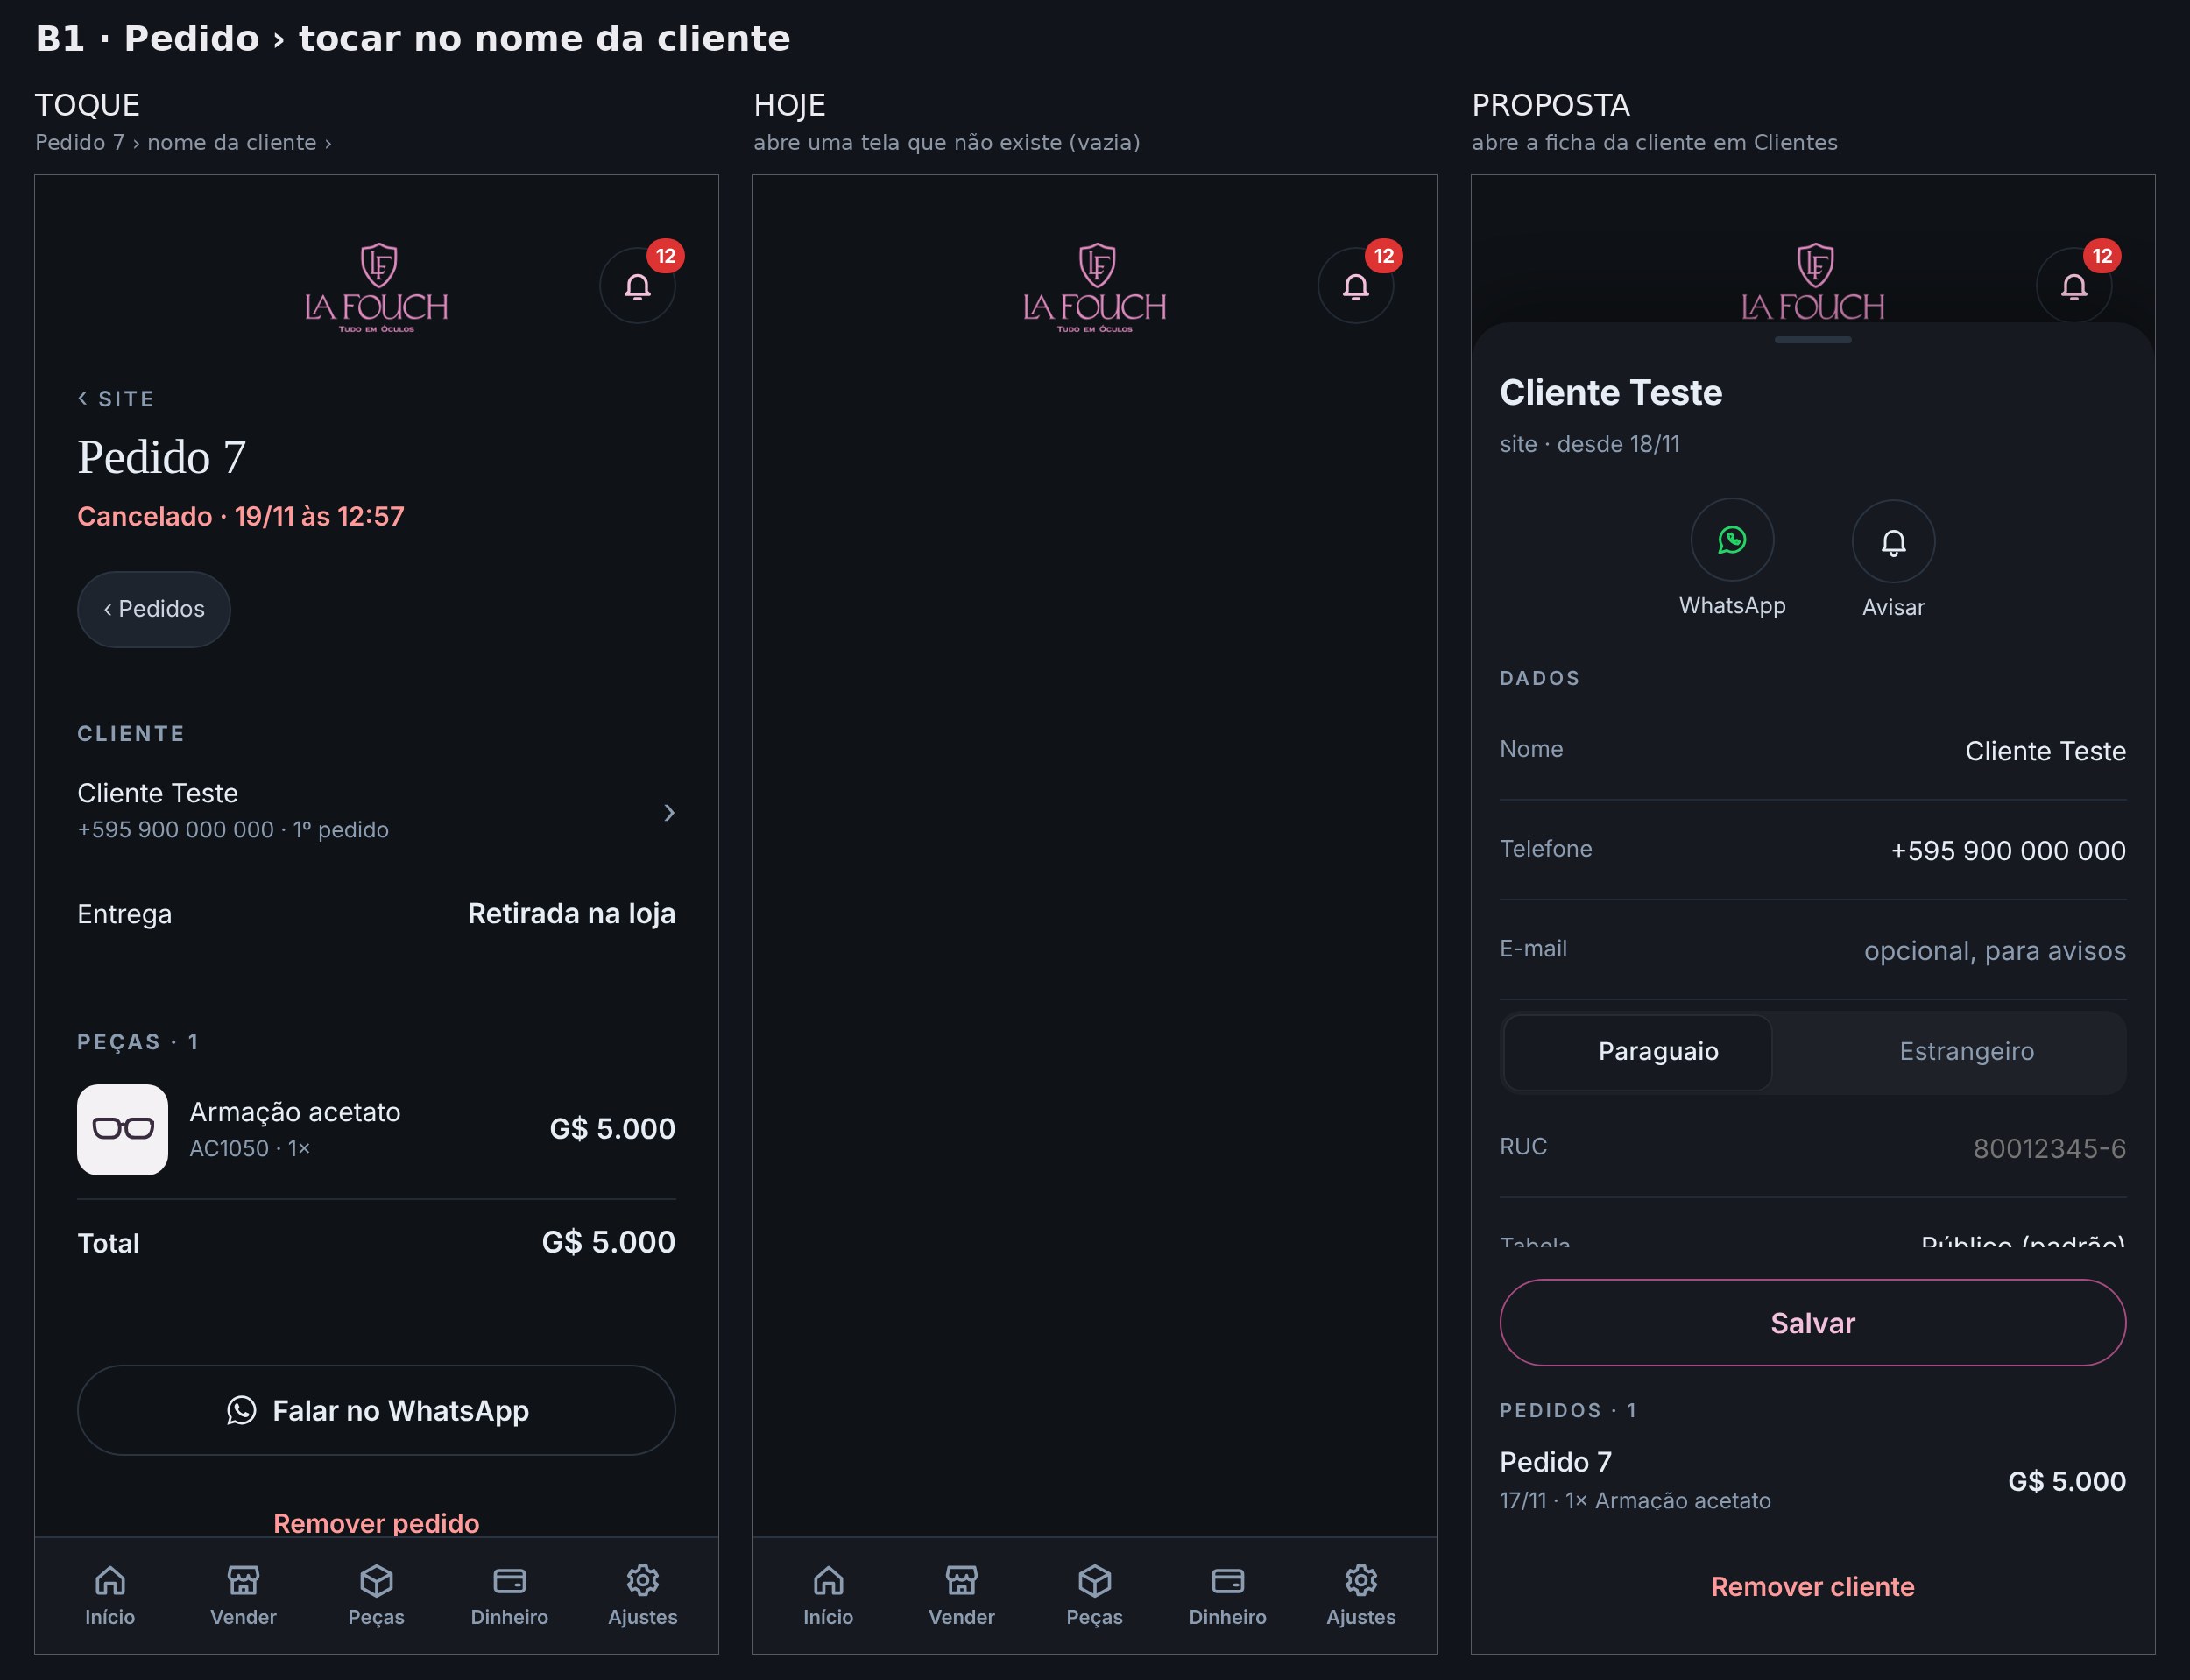 B1 · Pedido › tocar no nome da cliente
TOQUE
Pedido 7 › nome da cliente ›
LF
LA FOUCH
TUDO EM ÓCULOS
12
‹ SITE
Pedido 7
Cancelado · 19/11 às 12:57
‹ Pedidos
CLIENTE
Cliente Teste
+595 900 000 000 · 1º pedido
›
Entrega
Retirada na loja
PEÇAS · 1
Armação acetato
AC1050 · 1×
G$ 5.000
Total
G$ 5.000
Falar no WhatsApp
Remover pedido
Início
Vender
Peças
Dinheiro
Ajustes
HOJE
abre uma tela que não existe (vazia)
LF
LA FOUCH
TUDO EM ÓCULOS
12
Início
Vender
Peças
Dinheiro
Ajustes
PROPOSTA
abre a ficha da cliente em Clientes
LF
LA FOUCH
12
Cliente Teste
site · desde 18/11
WhatsApp
Avisar
DADOS
Nome
Cliente Teste
Telefone
+595 900 000 000
E-mail
opcional, para avisos
Paraguaio
Estrangeiro
RUC
80012345-6
Tabela
Público (padrão)
Salvar
PEDIDOS · 1
Pedido 7
17/11 · 1× Armação acetato
G$ 5.000
Remover cliente